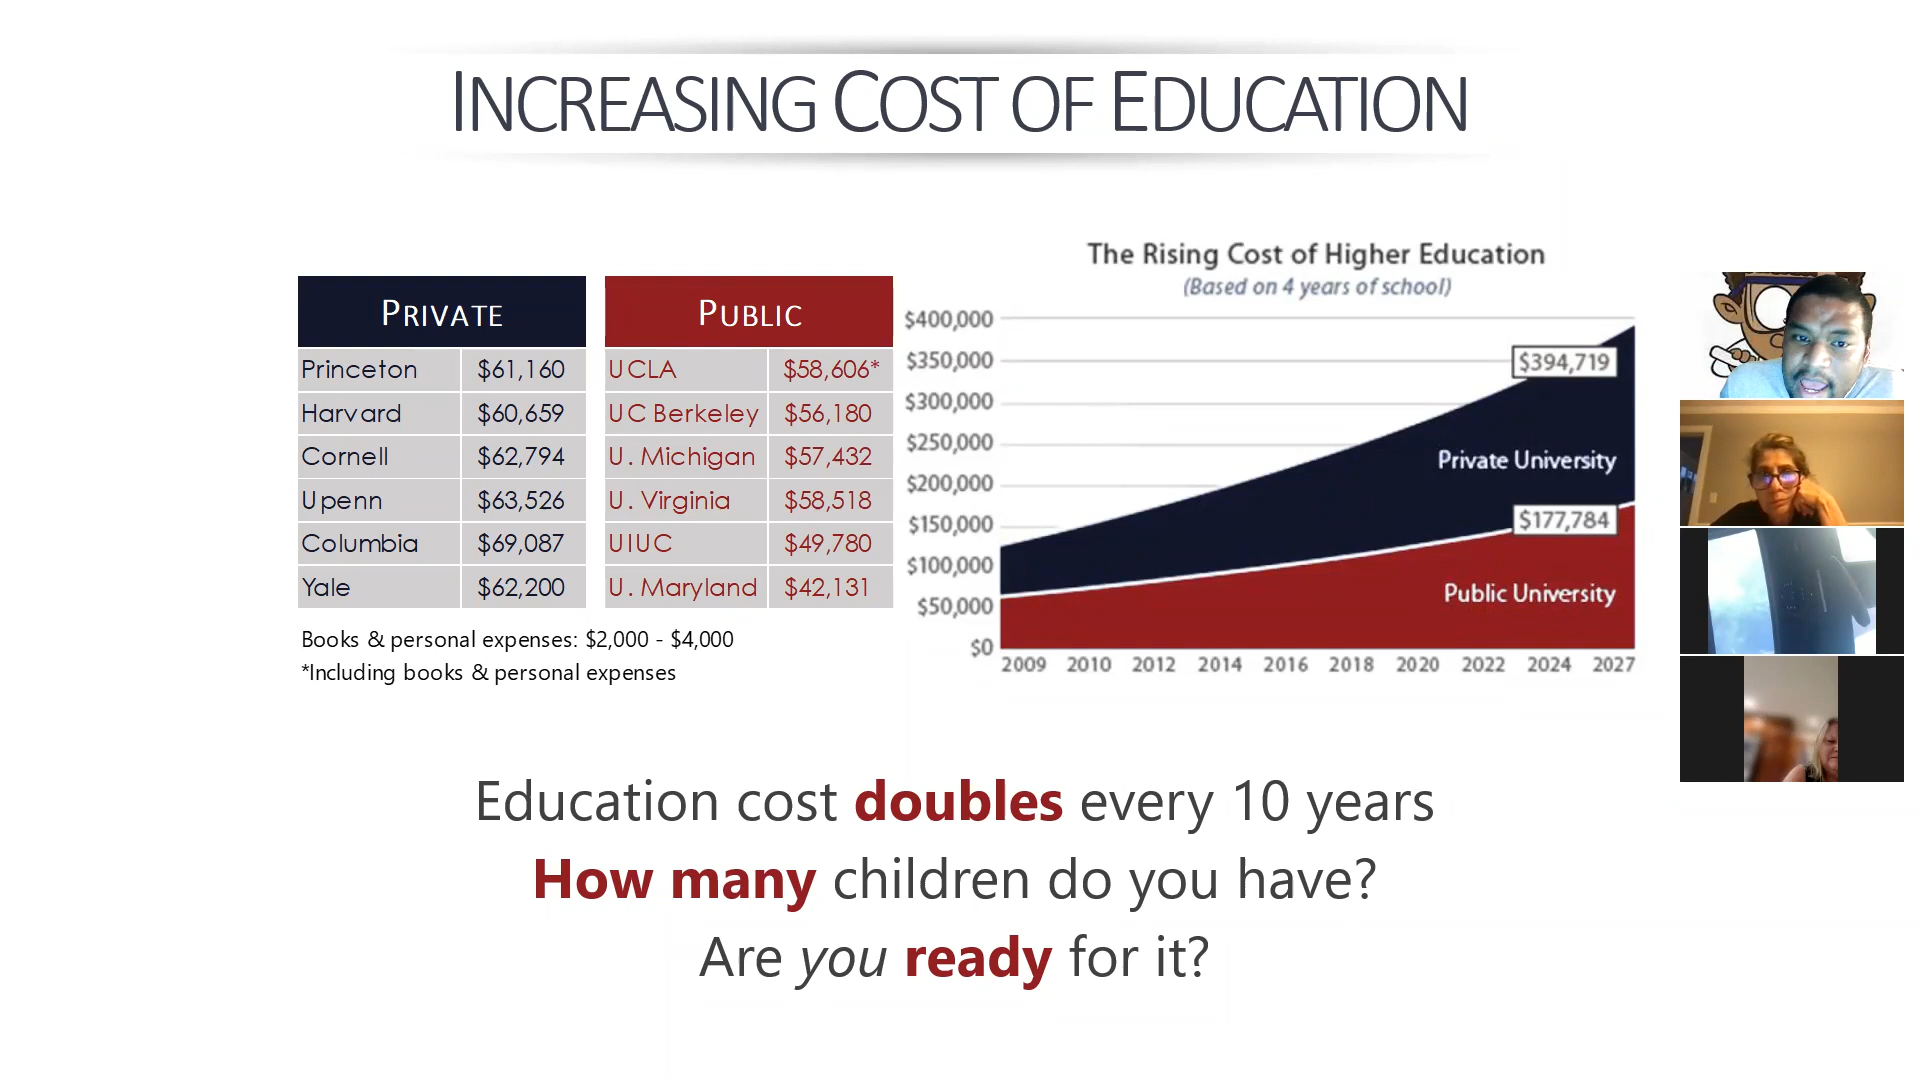 INCREASING COST OF EDUCATION
PRIVATE
Princeton $61,160
Harvard $60,659
Cornell $62,794
Upenn $63,526
Columbia $69,087
Yale $62,200
PUBLIC
UCLA $58,606*
UC Berkeley $56,180
U. Michigan $57,432
U. Virginia $58,518
UIUC $49,780
U. Maryland $42,131
Books & personal expenses: $2,000 - $4,000
*Including books & personal expenses
The Rising Cost of Higher Education
(Based on 4 years of school)
$400,000
$350,000
$300,000
$250,000
$200,000
$150,000
$100,000
$50,000
$0
$394,719
Private University
$177,784
Public University
2009 2010 2012 2014 2016 2018 2020 2022 2024 2027
Education cost doubles every 10 years
How many children do you have?
Are you ready for it?